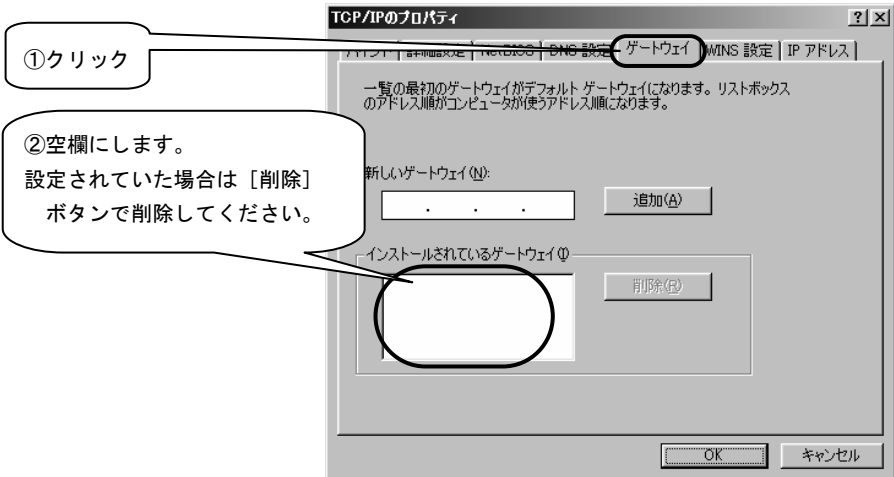 TCP/IPのプロパティ
①クリック
バインド 詳細設定 NetBIOS DNS 設定 ゲートウェイ WINS 設定 IP アドレス
一覧の最初のゲートウェイがデフォルト ゲートウェイになります。リストボックス
のアドレス順がコンピュータが使うアドレス順になります。
②空欄にします。
設定されていた場合は［削除］
ボタンで削除してください。
新しいゲートウェイ(N):
. . .
追加(A)
インストールされているゲートウェイ(I)
削除(R)
OK
キャンセル